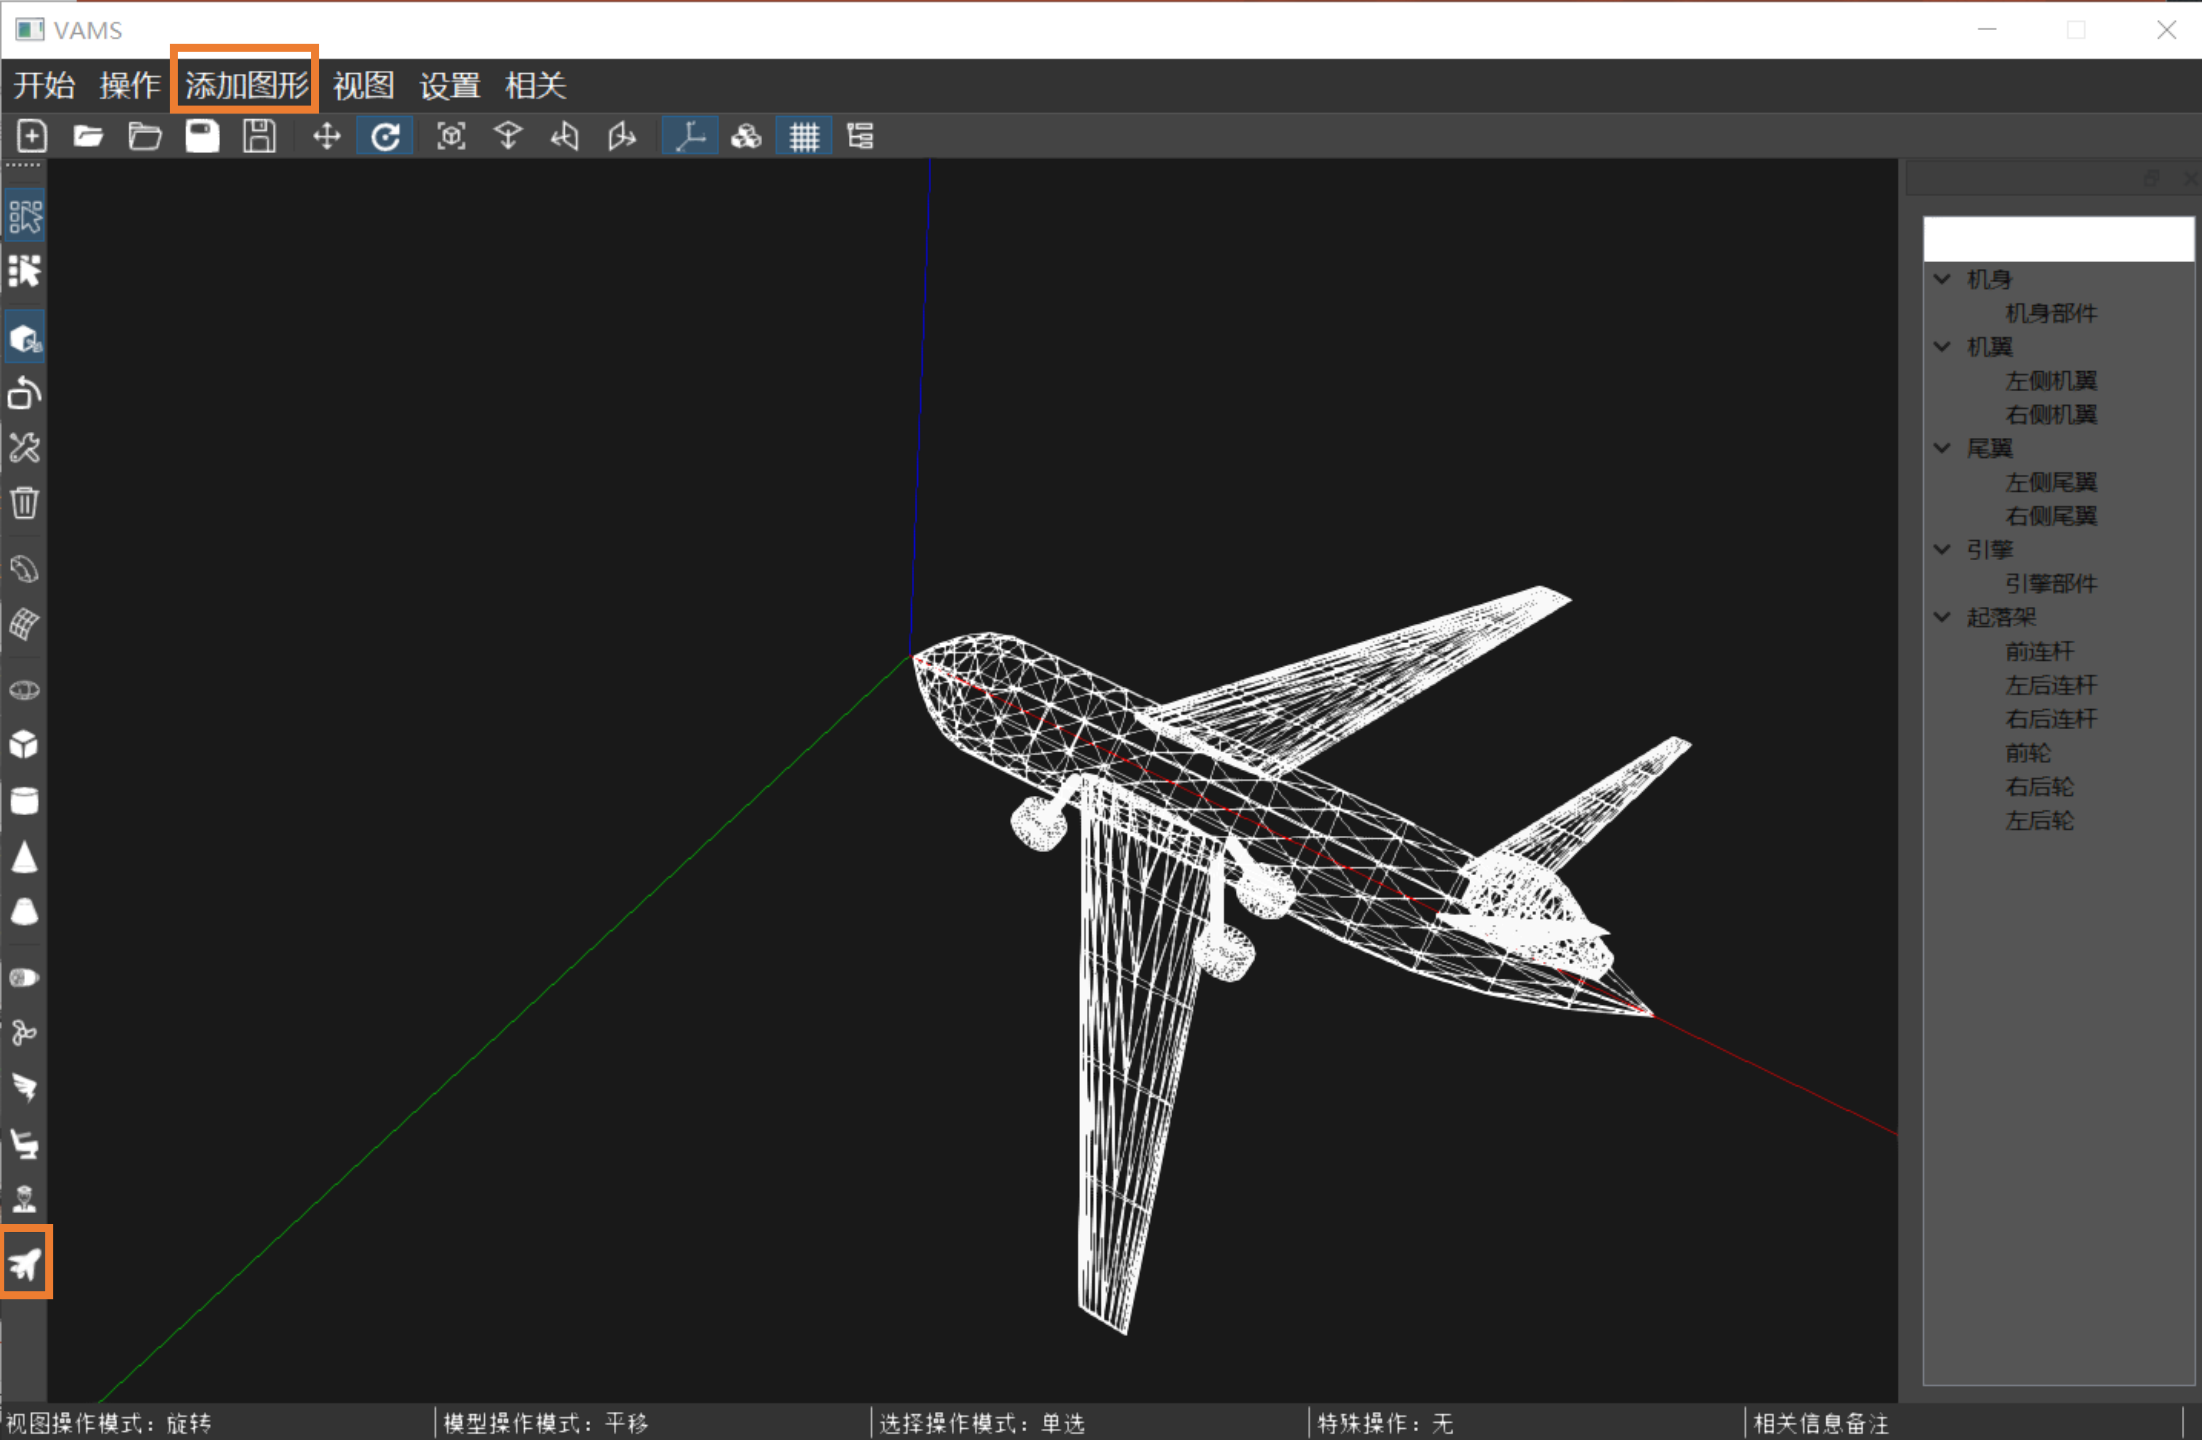 VAMS
开始 操作 添加图形 视图 设置 相关
机身
机身部件
机翼
左侧机翼
右侧机翼
尾翼
左侧尾翼
右侧尾翼
引擎
引擎部件
起落架
前连杆
左后连杆
右后连杆
前轮
右后轮
左后轮
视图操作模式：旋转 模型操作模式：平移 选择操作模式：单选 特殊操作：无 相关信息备注